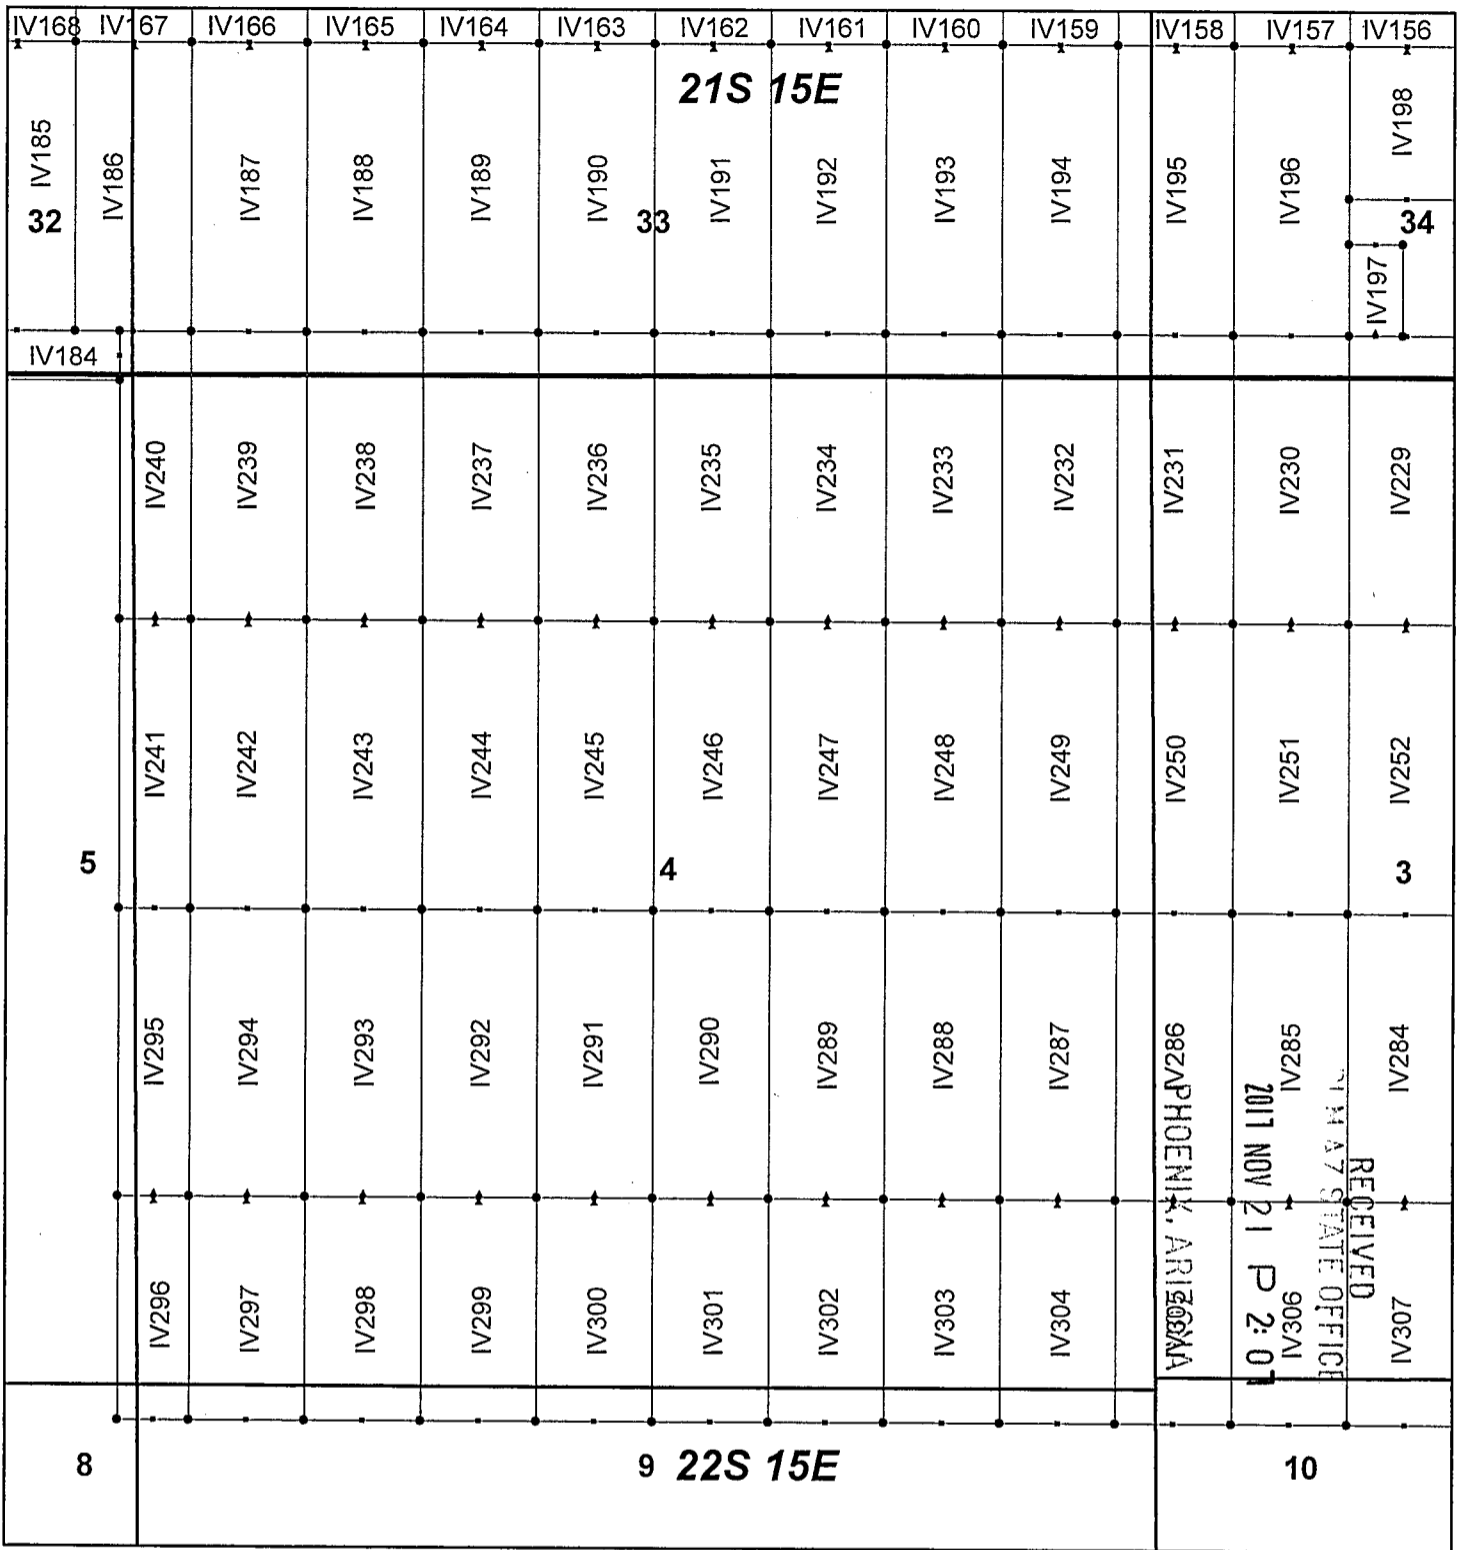 IV168 IV167 IV166 IV165 IV164 IV163 IV162 IV161 IV160 IV159 IV158 IV157 IV156
21S 15E
IV185 IV186 IV187 IV188 IV189 IV190 IV191 IV192 IV193 IV194 IV195 IV196 IV198
32 33 34
IV197
IV184
IV240 IV239 IV238 IV237 IV236 IV235 IV234 IV233 IV232 IV231 IV230 IV229
IV241 IV242 IV243 IV244 IV245 IV246 IV247 IV248 IV249 IV250 IV251 IV252
5 4 3
IV295 IV294 IV293 IV292 IV291 IV290 IV289 IV288 IV287 IV286 IV285 IV284
IV296 IV297 IV298 IV299 IV300 IV301 IV302 IV303 IV304 IV306 IV307
RECEIVED
AZ STATE OFFICE
2017 NOV 21 P 2:07
PHOENIX, ARIZONA
8 9 22S 15E 10